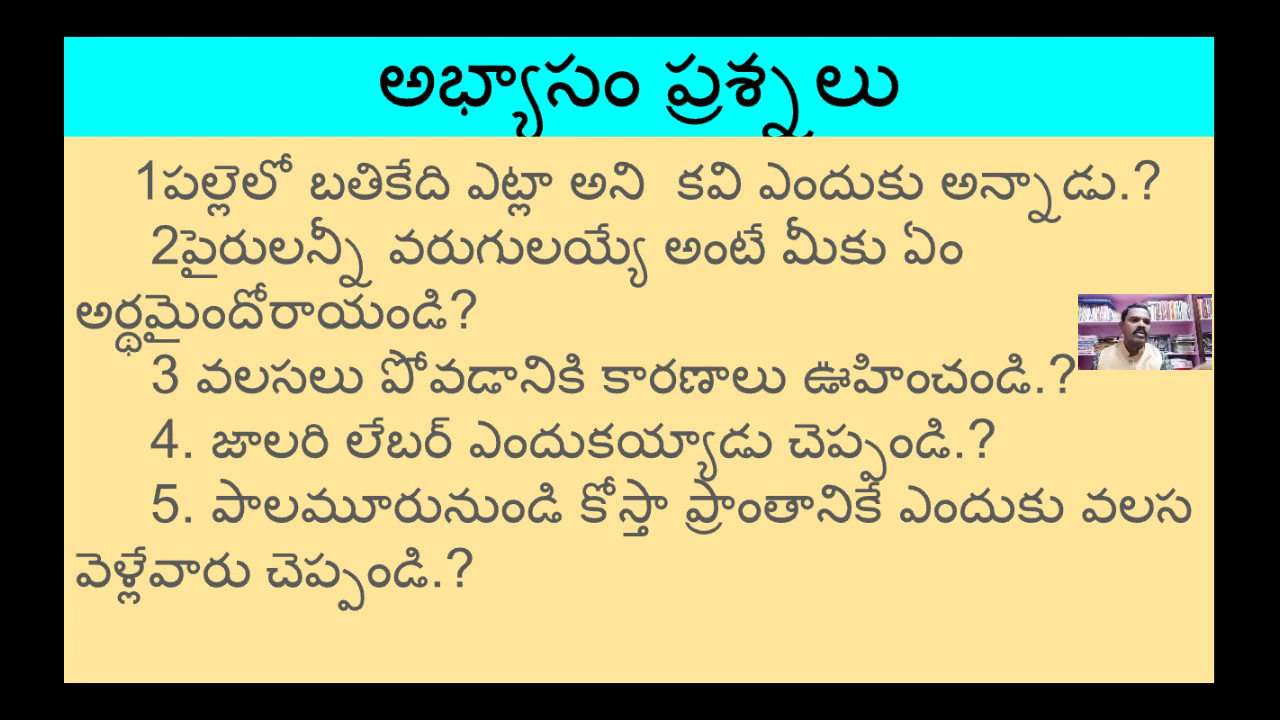 అభ్యాసం ప్రశ్నలు
1పల్లెలో బతికేది ఎట్లా అని కవి ఎందుకు అన్నాడు.?
2పైరులన్నీ వరుగులయ్యే అంటే మీకు ఏం
అర్థమైందోరాయండి?
3 వలసలు పోవడానికి కారణాలు ఊహించండి.?
4. జాలరి లేబర్ ఎందుకయ్యాడు చెప్పండి.?
5. పాలమూరునుండి కోస్తా ప్రాంతానికే ఎందుకు వలస
వెళ్లేవారు చెప్పండి.?